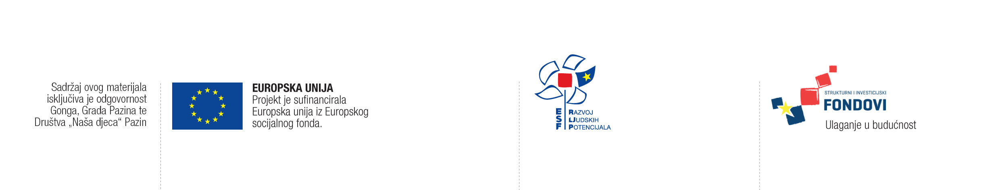 Sadržaj ovog materijala
isključiva je odgovornost
Gonga, Grada Pazina te
Društva „Naša djeca“ Pazin
EUROPSKA UNIJA
Projekt je sufinancirala
Europska unija iz Europskog
socijalnog fonda.
ESF
RAZVOJ
LJUDSKIH
POTENCIJALA
STRUKTURNI I INVESTICIJSKI
FONDOVI
Ulaganje u budućnost